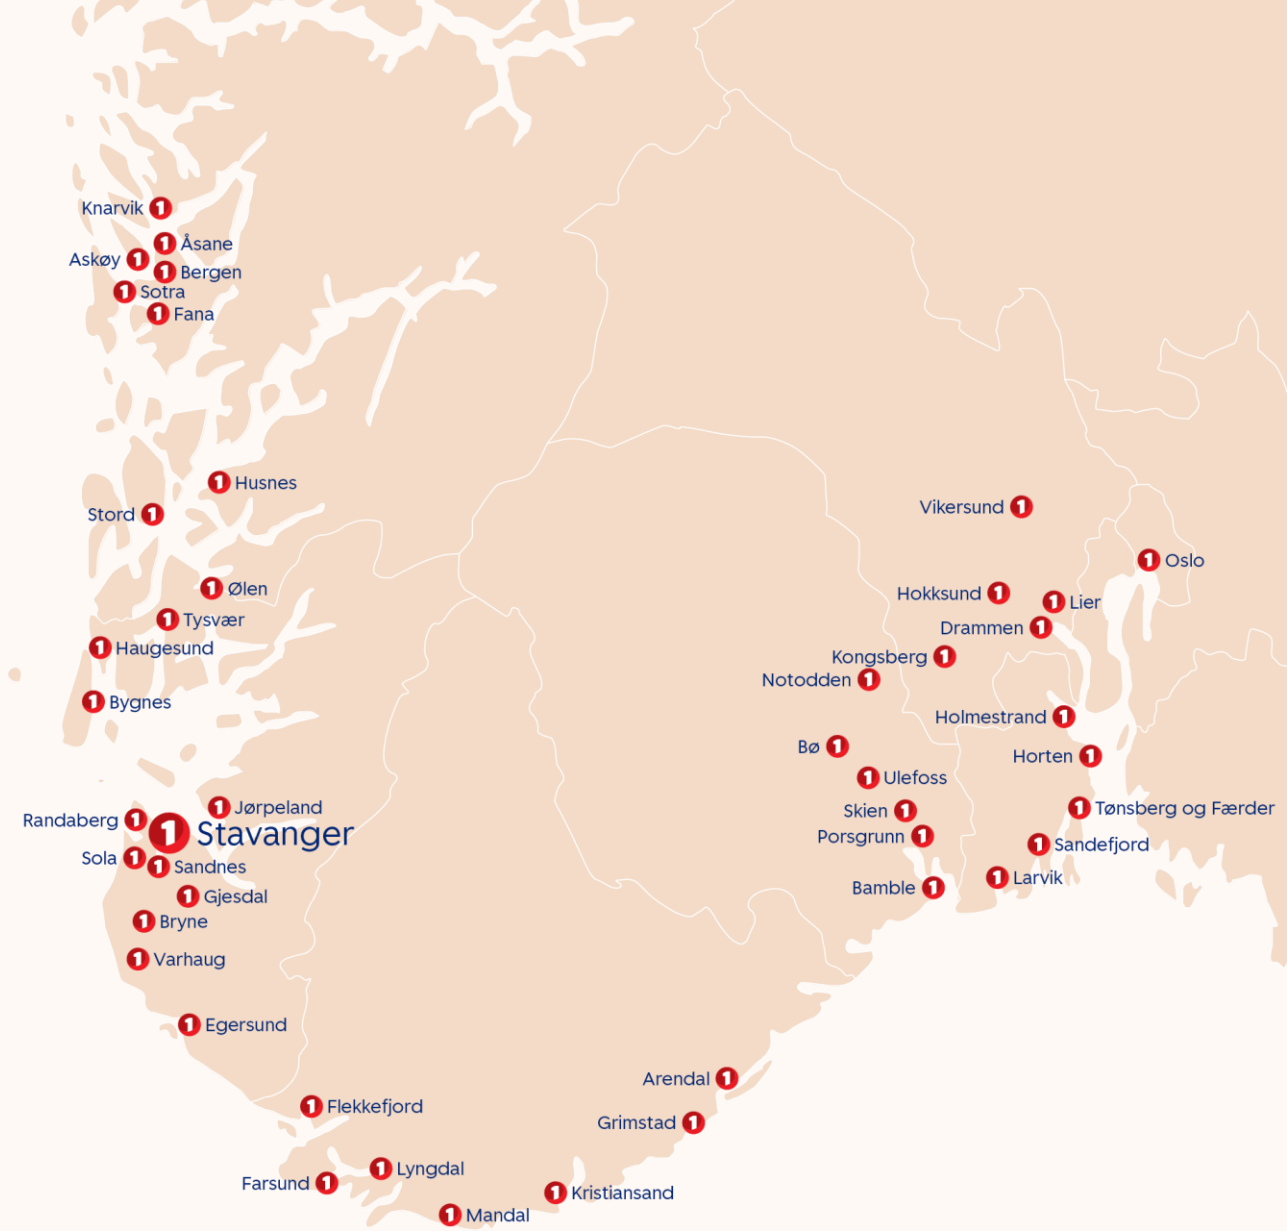 Knarvik
Åsane
Askøy
Bergen
Sotra
Fana
Husnes
Stord
Vikersund
Oslo
Ølen
Hokksund
Lier
Tysvær
Drammen
Haugesund
Kongsberg
Notodden
Bygnes
Holmestrand
Bø
Horten
Ulefoss
Jørpeland
Tønsberg og Færder
Skien
Randaberg
Stavanger
Porsgrunn
Sandefjord
Sola
Sandnes
Larvik
Bamble
Gjesdal
Bryne
Varhaug
Egersund
Arendal
Flekkefjord
Grimstad
Lyngdal
Farsund
Kristiansand
Mandal